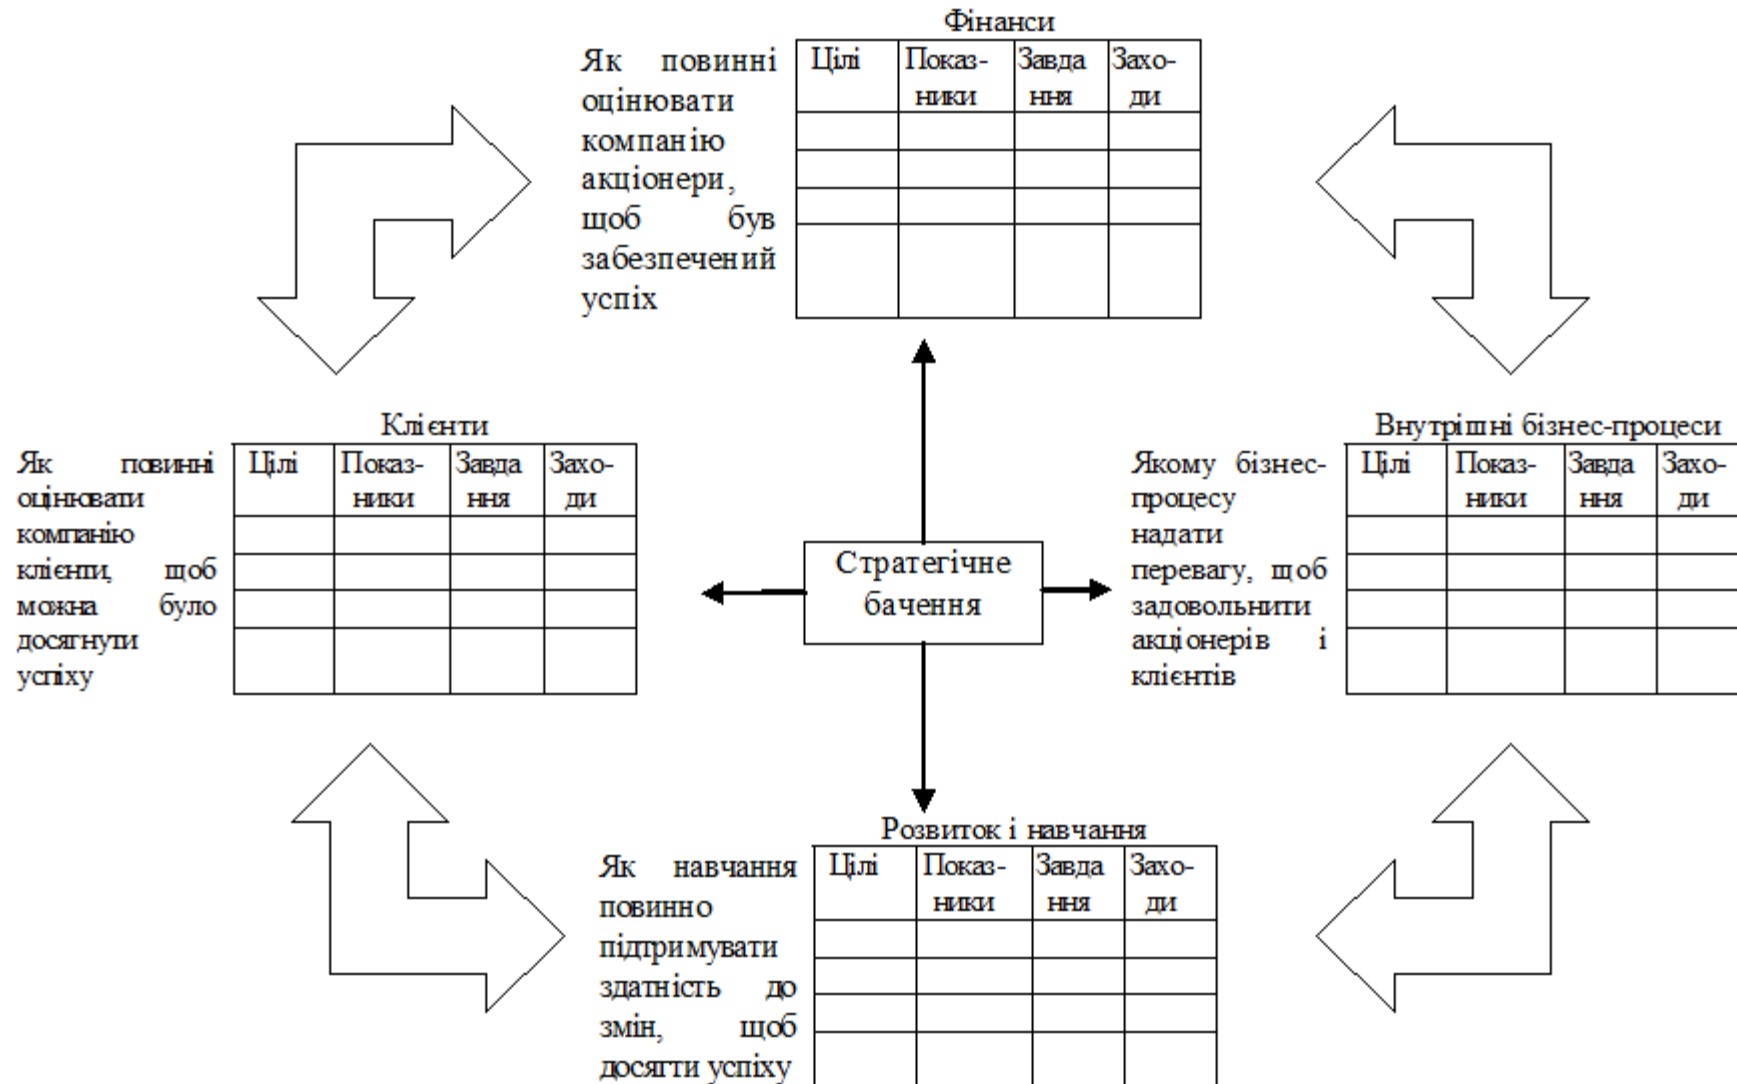 Фінанси
Як повинні
оцінювати
компанію
акціонери,
щоб був
забезпечений
успіх
Цілі Показ- Завда Захо-
ники ння ди
Клієнти
Як повинні
оцінювати
компанію
клієнти, щоб
можна було
досягнути
успіху
Цілі Показ- Завда Захо-
ники ння ди
Стратегічне
бачення
Внутрішні бізнес-процеси
Якому бізнес-
процесу
надати
перевагу, щоб
задовольнити
акціонерів і
клієнтів
Цілі Показ- Завда Захо-
ники ння ди
Розвиток і навчання
Як навчання
повинно
підтримувати
здатність до
змін, щоб
досягти успіху
Цілі Показ- Завда Захо-
ники ння ди